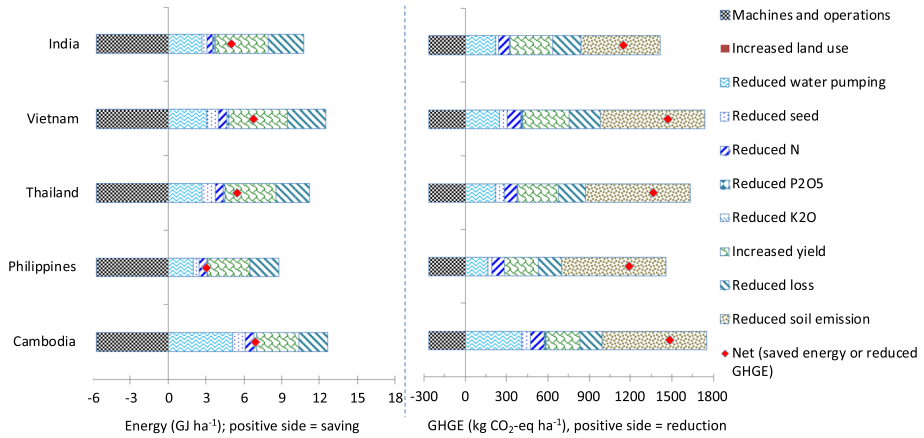 India
Vietnam
Thailand
Philippines
Cambodia
-6 -3 0 3 6 9 12 15 18
Energy (GJ ha⁻¹); positive side = saving
-300 0 300 600 900 1200 1500 1800
GHGE (kg CO₂-eq ha⁻¹), positive side = reduction
Machines and operations
Increased land use
Reduced water pumping
Reduced seed
Reduced N
Reduced P2O5
Reduced K2O
Increased yield
Reduced loss
Reduced soil emission
Net (saved energy or reduced
GHGE)